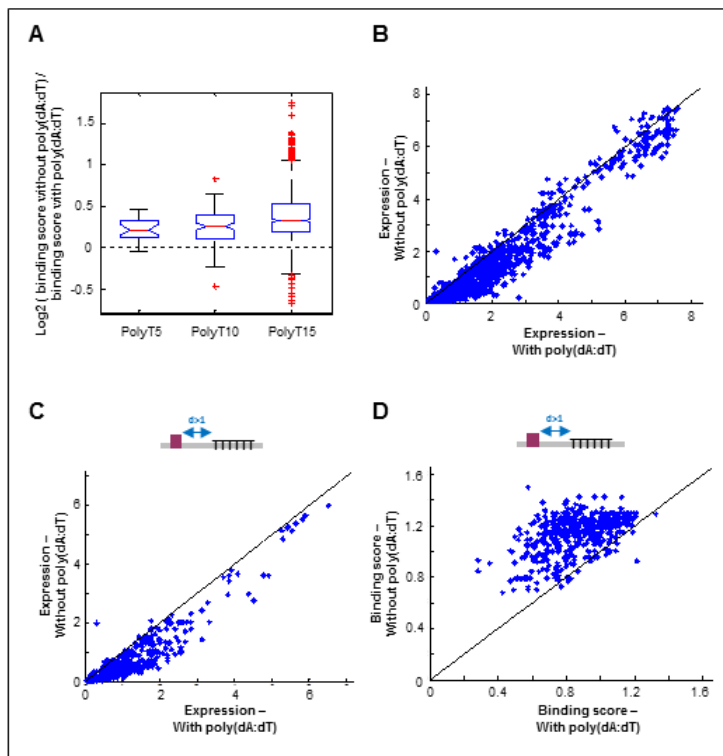 A
Log2 ( binding score without poly(dA:dT) /
binding score with poly(dA:dT)
1.5
1
0.5
0
-0.5
PolyT5 PolyT10 PolyT15
B
Expression –
Without poly(dA:dT)
8
6
4
2
0
0 2 4 6 8
Expression –
With poly(dA:dT)
C
d>1
Expression –
Without poly(dA:dT)
6
4
2
0
0 2 4 6
Expression –
With poly(dA:dT)
D
d>1
Binding score –
Without poly(dA:dT)
1.6
1.2
0.8
0.4
0
0 0.4 0.8 1.2 1.6
Binding score –
With poly(dA:dT)